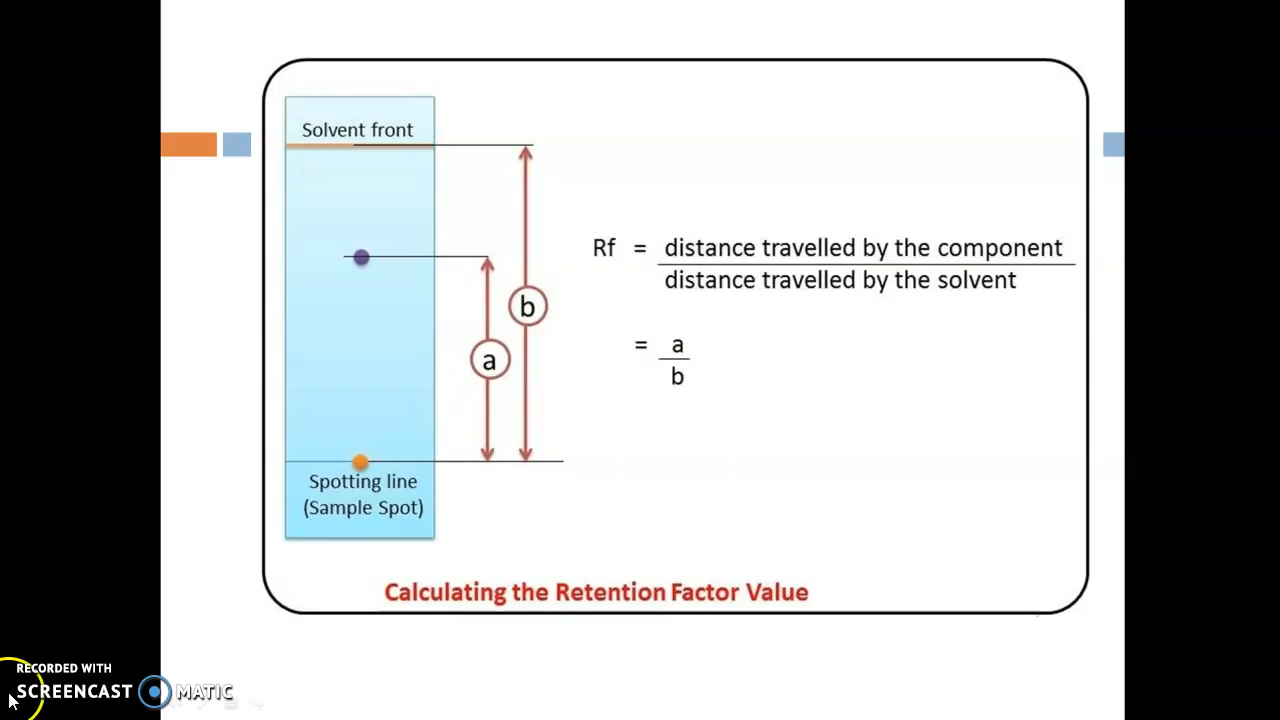 Solvent front
Rf = distance travelled by the component
distance travelled by the solvent
b
= a
a
b
Spotting line
(Sample Spot)
Calculating the Retention Factor Value
RECORDED WITH
SCREENCAST MATIC